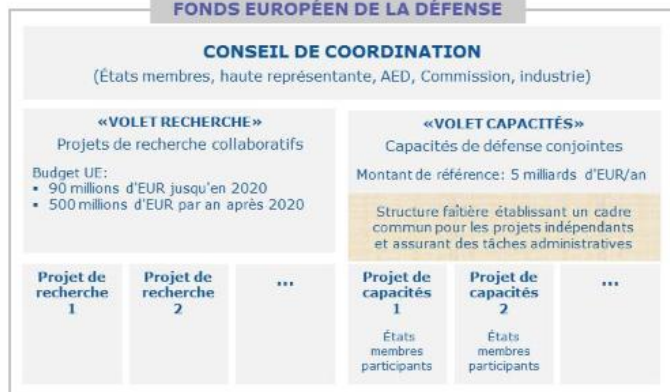 FONDS EUROPÉEN DE LA DÉFENSE
CONSEIL DE COORDINATION
(États membres, haute représentante, AED, Commission, industrie)
«VOLET RECHERCHE»
Projets de recherche collaboratifs
Budget UE:
▪ 90 millions d'EUR jusqu'en 2020
▪ 500 millions d'EUR par an après 2020
«VOLET CAPACITÉS»
Capacités de défense conjointes
Montant de référence: 5 milliards d'EUR/an
Structure faîtière établissant un cadre
commun pour les projets indépendants
et assurant des tâches administratives
Projet de
recherche
1
Projet de
recherche
2
...
Projet de
capacités
1
États
membres
participants
Projet de
capacités
2
États
membres
participants
...